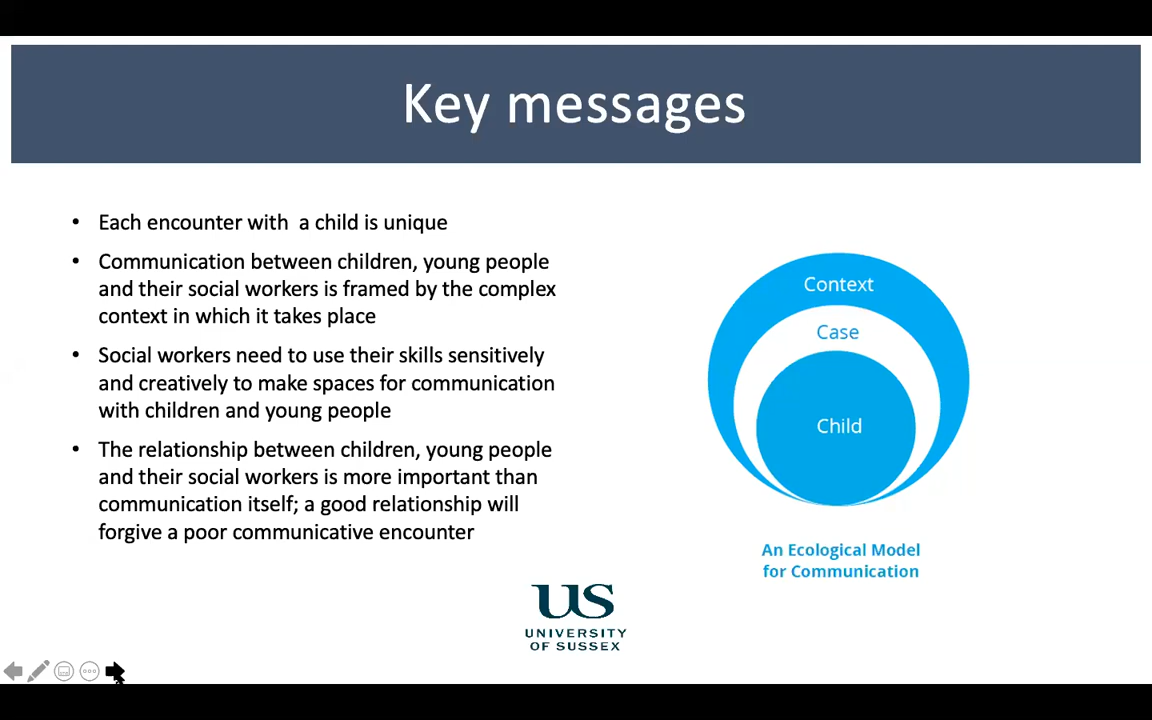 Key messages
• Each encounter with  a child is unique
• Communication between children, young people
and their social workers is framed by the complex
context in which it takes place
• Social workers need to use their skills sensitively
and creatively to make spaces for communication
with children and young people
• The relationship between children, young people
and their social workers is more important than
communication itself; a good relationship will
forgive a poor communicative encounter
Context
Case
Child
An Ecological Model
for Communication
US
UNIVERSITY
OF SUSSEX